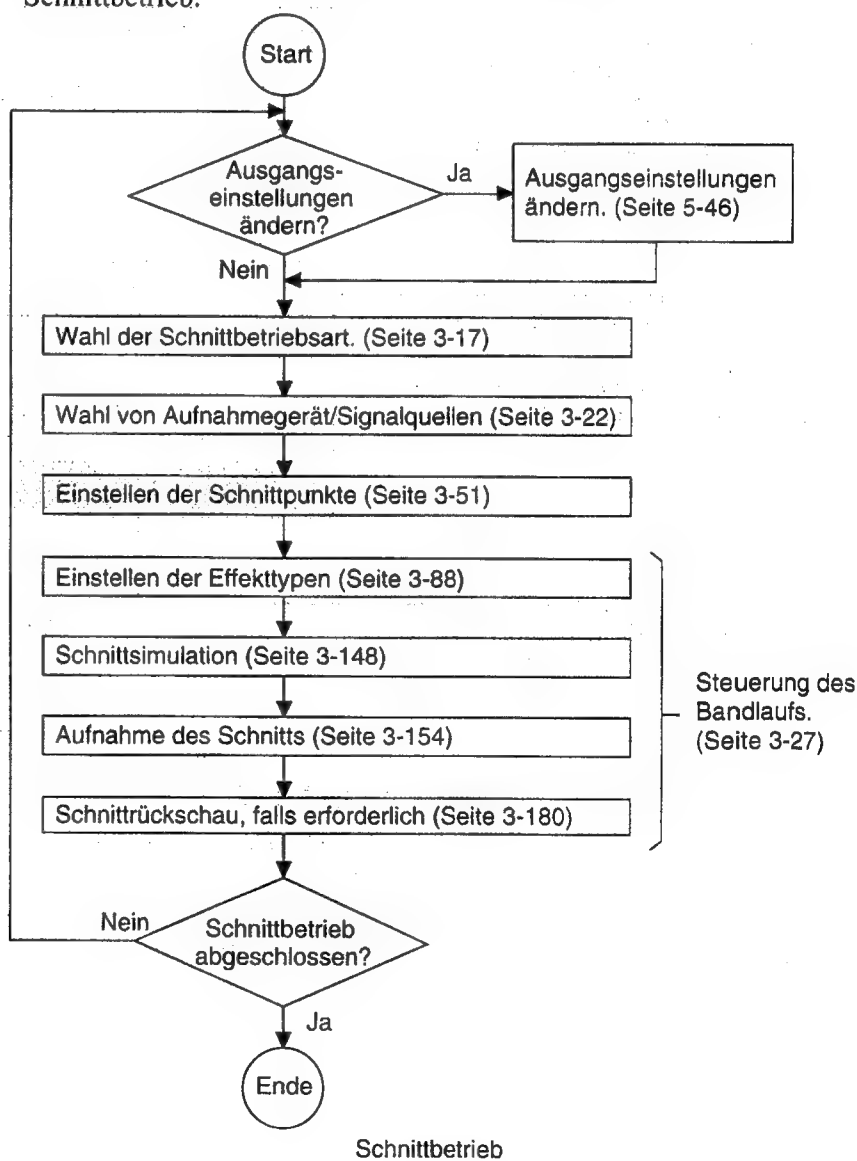 Schnittbetrieb.
Start
Ausgangs-
einstellungen
ändern?
Ja
Ausgangseinstellungen
ändern. (Seite 5-46)
Nein
Wahl der Schnittbetriebsart. (Seite 3-17)
Wahl von Aufnahmegerät/Signalquellen (Seite 3-22)
Einstellen der Schnittpunkte (Seite 3-51)
Einstellen der Effekttypen (Seite 3-88)
Schnittsimulation (Seite 3-148)
Steuerung des
Bandlaufs.
(Seite 3-27)
Aufnahme des Schnitts (Seite 3-154)
Schnittrückschau, falls erforderlich (Seite 3-180)
Nein
Schnittbetrieb
abgeschlossen?
Ja
Ende
Schnittbetrieb